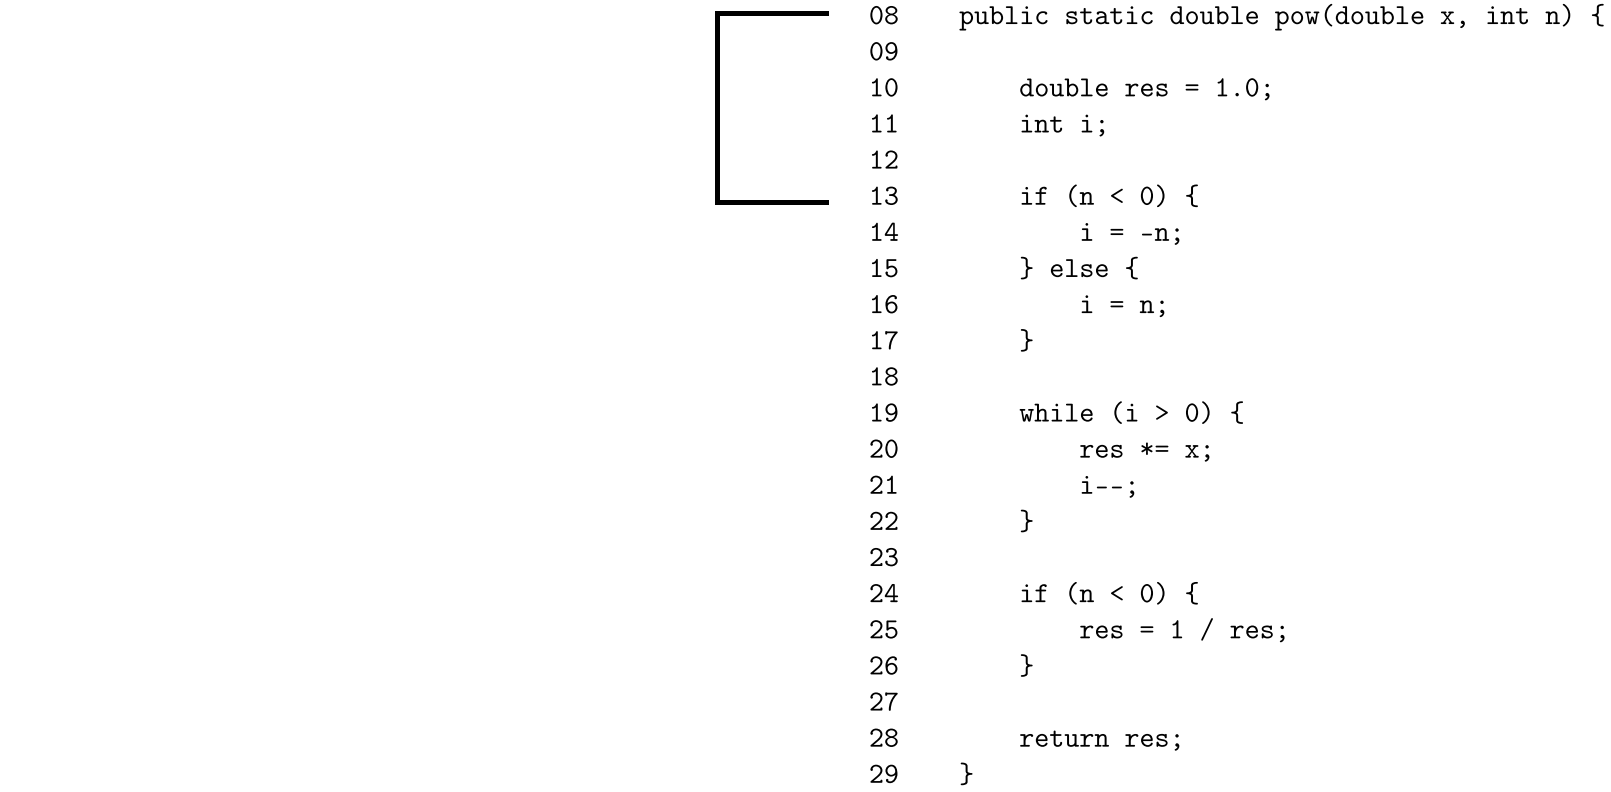 08    public static double pow(double x, int n) {
09
10        double res = 1.0;
11        int i;
12
13        if (n < 0) {
14            i = -n;
15        } else {
16            i = n;
17        }
18
19        while (i > 0) {
20            res *= x;
21            i--;
22        }
23
24        if (n < 0) {
25            res = 1 / res;
26        }
27
28        return res;
29    }